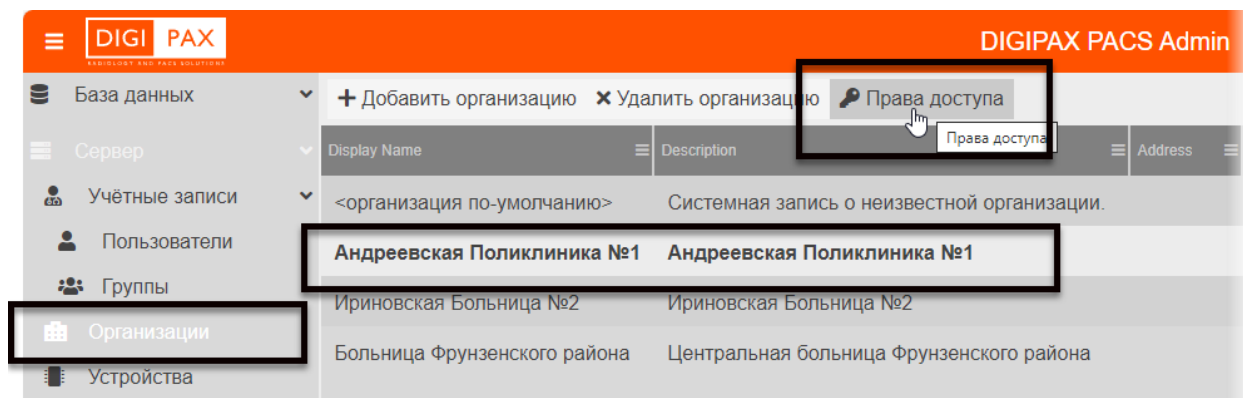 DIGI PAX
RADIOLOGY AND PACS SOLUTIONS
DIGIPAX PACS Admin
База данных
Добавить организацию Удалить организацию Права доступа
Права доступа
Сервер
Display Name Description Address
Учётные записи
<организация по-умолчанию> Системная запись о неизвестной организации.
Пользователи
Андреевская Поликлиника №1 Андреевская Поликлиника №1
Группы
Ириновская Больница №2 Ириновская Больница №2
Организации
Больница Фрунзенского района Центральная больница Фрунзенского района
Устройства